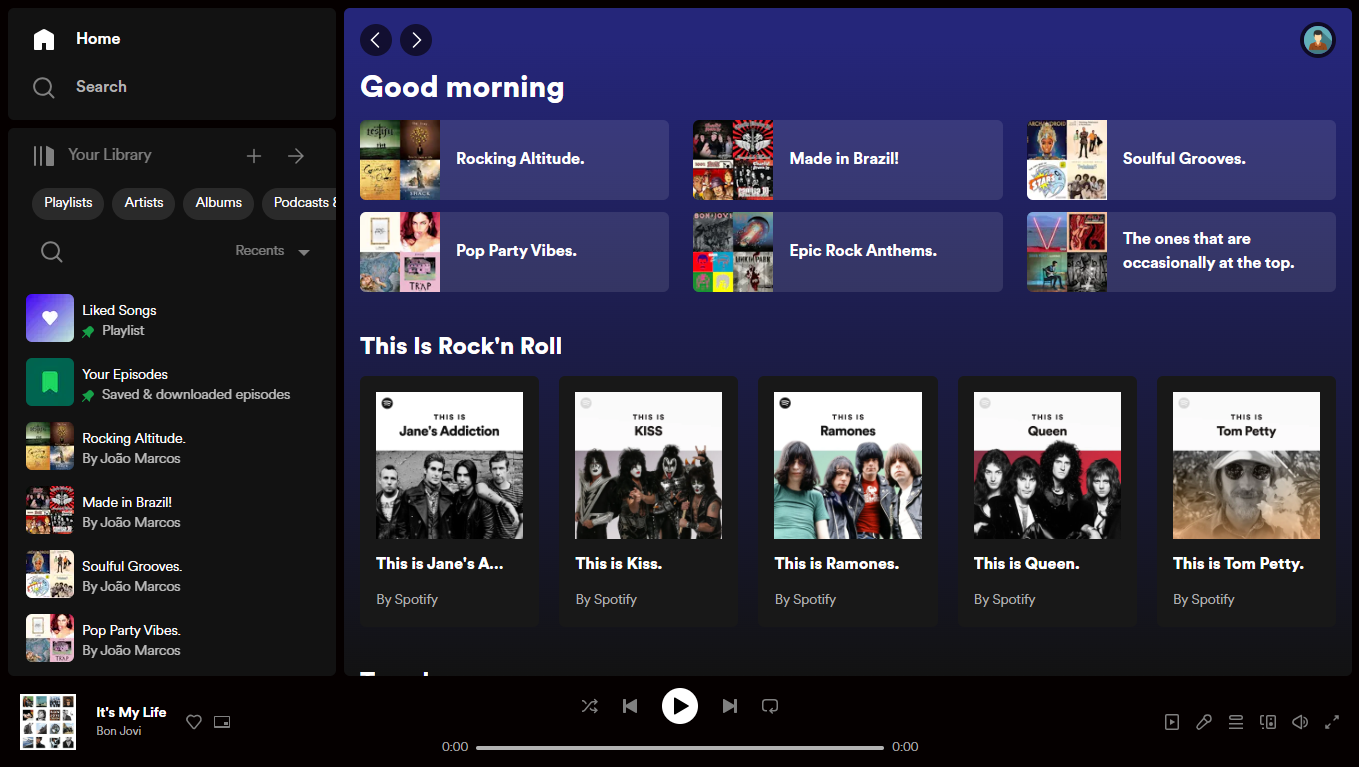 Home
Search
Your Library
Playlists
Artists
Albums
Podcasts &
Recents
Liked Songs
Playlist
Your Episodes
Saved & downloaded episodes
Rocking Altitude.
By João Marcos
Made in Brazil!
By João Marcos
Soulful Grooves.
By João Marcos
Pop Party Vibes.
By João Marcos
Good morning
Rocking Altitude.
Made in Brazil!
Soulful Grooves.
Pop Party Vibes.
BON JOVI
TRAP
Epic Rock Anthems.
The ones that are
occasionally at the top.
This Is Rock'n Roll
THIS IS
Jane's Addiction
This is Jane's A...
By Spotify
THIS IS
KISS
This is Kiss.
By Spotify
THIS IS
Ramones
This is Ramones.
By Spotify
THIS IS
Queen
This is Queen.
By Spotify
THIS IS
Tom Petty
This is Tom Petty.
By Spotify
It's My Life
Bon Jovi
0:00
0:00